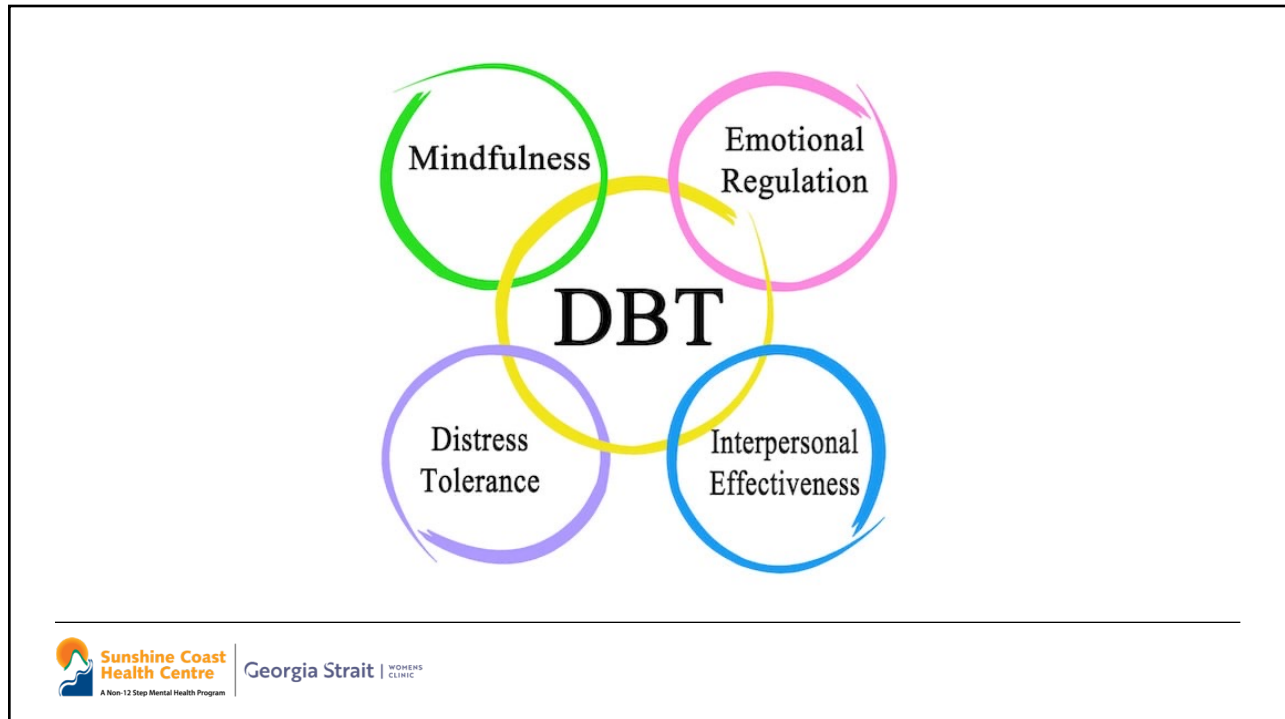 Mindfulness
Emotional
Regulation
DBT
Distress
Tolerance
Interpersonal
Effectiveness
Sunshine Coast
Health Centre
A Non-12 Step Mental Health Program
Georgia Strait | WOMENS
CLINIC